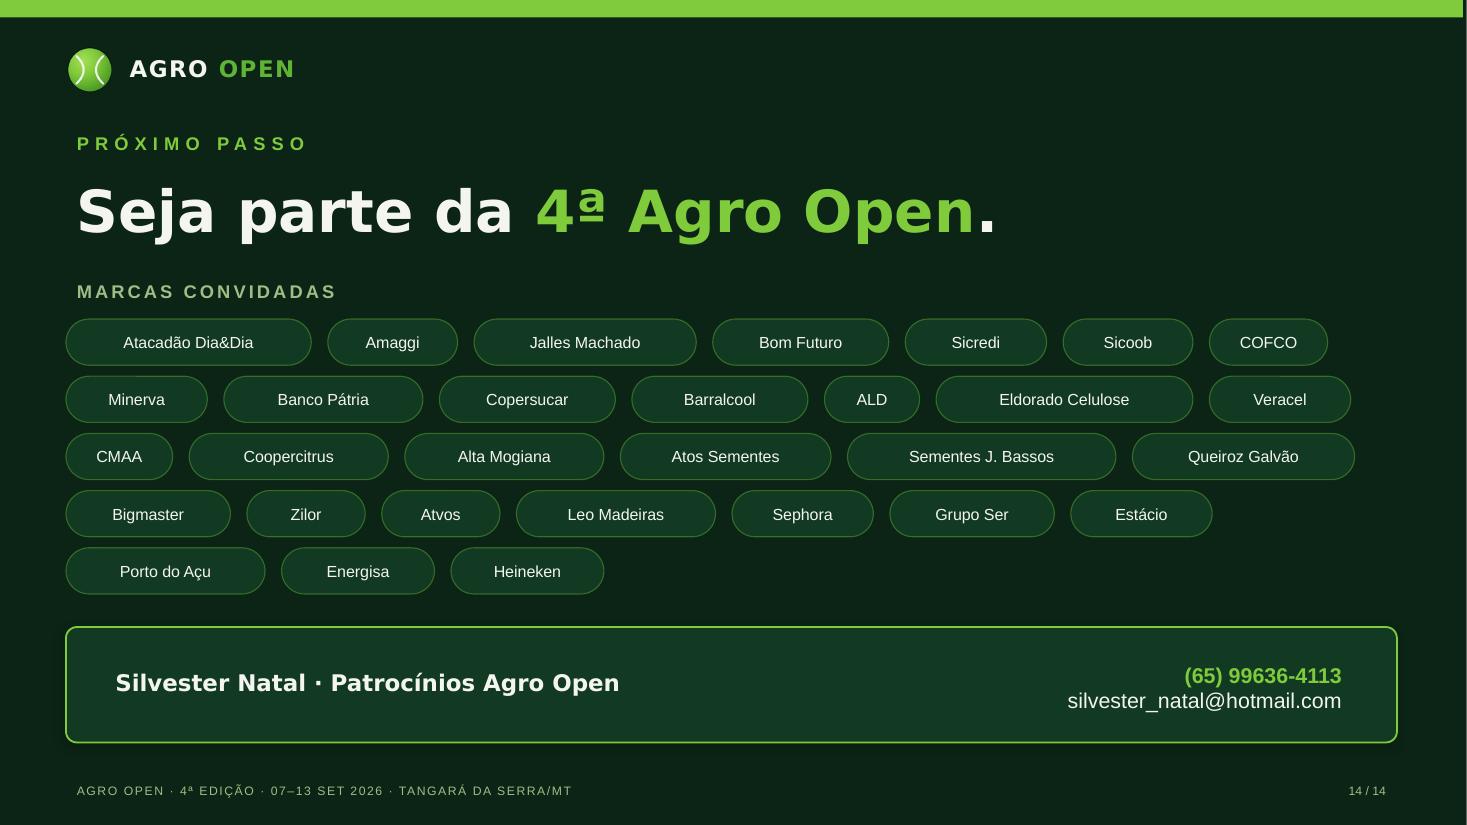 AGRO OPEN
PRÓXIMO PASSO
Seja parte da 4ª Agro Open.
MARCAS CONVIDADAS
Atacadão Dia&Dia Amaggi Jalles Machado Bom Futuro Sicredi Sicoob COFCO
Minerva Banco Pátria Copersucar Barralcool ALD Eldorado Celulose Veracel
CMAA Coopercitrus Alta Mogiana Atos Sementes Sementes J. Bassos Queiroz Galvão
Bigmaster Zilor Atvos Leo Madeiras Sephora Grupo Ser Estácio
Porto do Açu Energisa Heineken
Silvester Natal · Patrocínios Agro Open
(65) 99636-4113
silvester_natal@hotmail.com
AGRO OPEN · 4ª EDIÇÃO · 07–13 SET 2026 · TANGARÁ DA SERRA/MT
14 / 14